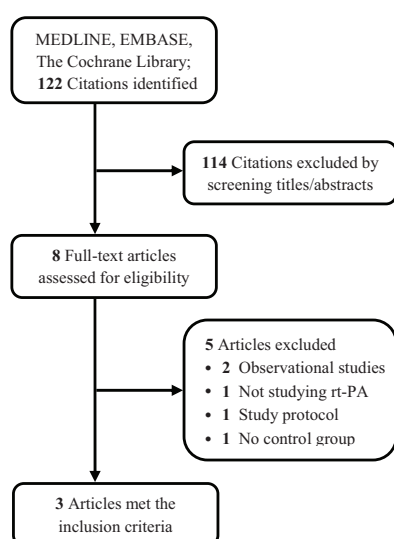 MEDLINE, EMBASE,
The Cochrane Library;
122 Citations identified
114 Citations excluded by
screening titles/abstracts
8 Full-text articles
assessed for eligibility
5 Articles excluded
• 2 Observational studies
• 1 Not studying rt-PA
• 1 Study protocol
• 1 No control group
3 Articles met the
inclusion criteria